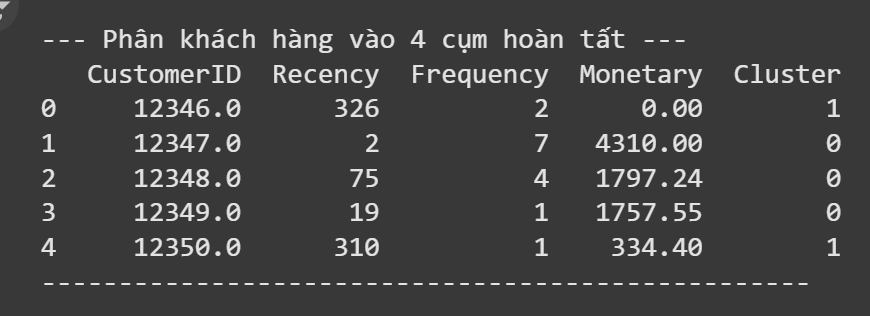 --- Phân khách hàng vào 4 cụm hoàn tất ---
CustomerID Recency Frequency Monetary Cluster
0 12346.0 326 2 0.00 1
1 12347.0 2 7 4310.00 0
2 12348.0 75 4 1797.24 0
3 12349.0 19 1 1757.55 0
4 12350.0 310 1 334.40 1
--------------------------------------------------